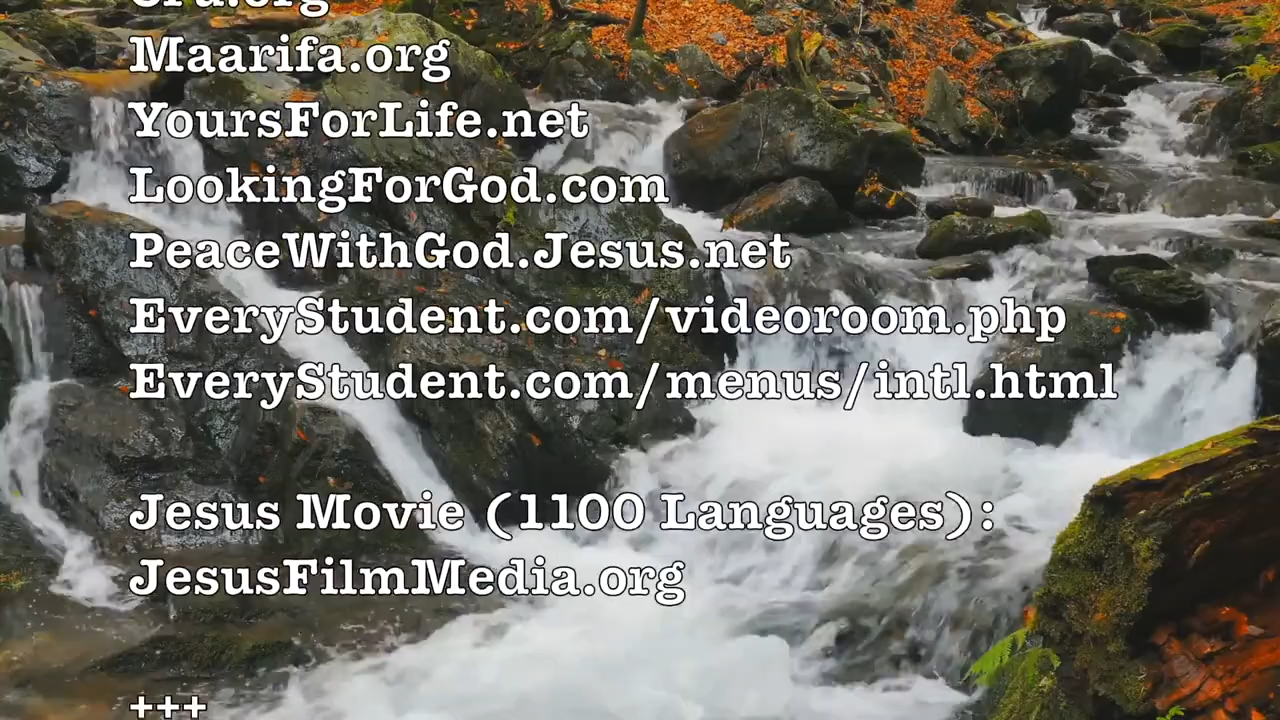 Maarifa.org
YoursForLife.net
LookingForGod.com
PeaceWithGod.Jesus.net
EveryStudent.com/videoroom.php
EveryStudent.com/menus/intl.html
Jesus Movie (1100 Languages):
JesusFilmMedia.org
+++